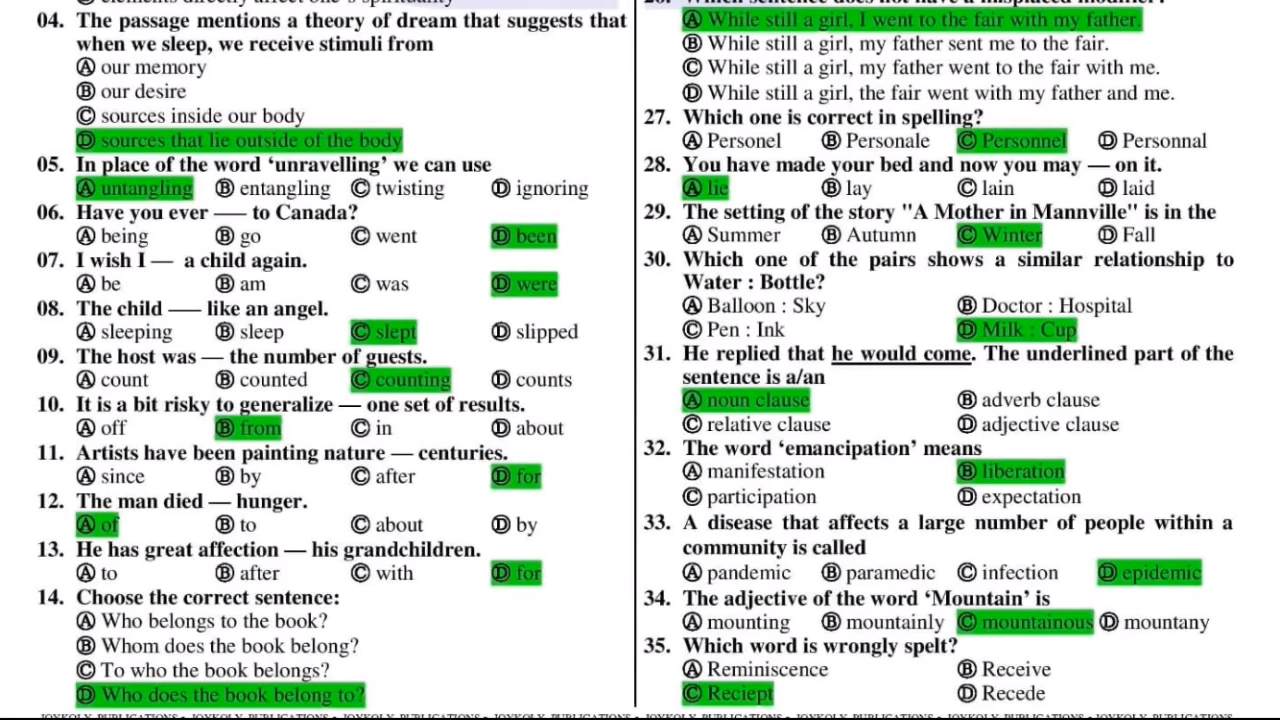 04. The passage mentions a theory of dream that suggests that
when we sleep, we receive stimuli from
Ⓐ our memory
Ⓑ our desire
Ⓒ sources inside our body
Ⓓ sources that lie outside of the body
05. In place of the word ‘unravelling’ we can use
Ⓐ untangling Ⓑ entangling Ⓒ twisting Ⓓ ignoring
06. Have you ever — to Canada?
Ⓐ being Ⓑ go Ⓒ went Ⓓ been
07. I wish I — a child again.
Ⓐ be Ⓑ am Ⓒ was Ⓓ were
08. The child — like an angel.
Ⓐ sleeping Ⓑ sleep Ⓒ slept Ⓓ slipped
09. The host was — the number of guests.
Ⓐ count Ⓑ counted Ⓒ counting Ⓓ counts
10. It is a bit risky to generalize — one set of results.
Ⓐ off Ⓑ from Ⓒ in Ⓓ about
11. Artists have been painting nature — centuries.
Ⓐ since Ⓑ by Ⓒ after Ⓓ for
12. The man died — hunger.
Ⓐ of Ⓑ to Ⓒ about Ⓓ by
13. He has great affection — his grandchildren.
Ⓐ to Ⓑ after Ⓒ with Ⓓ for
14. Choose the correct sentence:
Ⓐ Who belongs to the book?
Ⓑ Whom does the book belong?
Ⓒ To who the book belongs?
Ⓓ Who does the book belong to?
Ⓐ While still a girl, I went to the fair with my father.
Ⓑ While still a girl, my father sent me to the fair.
Ⓒ While still a girl, my father went to the fair with me.
Ⓓ While still a girl, the fair went with my father and me.
27. Which one is correct in spelling?
Ⓐ Personel Ⓑ Personale Ⓒ Personnel Ⓓ Personnal
28. You have made your bed and now you may — on it.
Ⓐ lie Ⓑ lay Ⓒ lain Ⓓ laid
29. The setting of the story "A Mother in Mannville" is in the
Ⓐ Summer Ⓑ Autumn Ⓒ Winter Ⓓ Fall
30. Which one of the pairs shows a similar relationship to
Water : Bottle?
Ⓐ Balloon : Sky Ⓑ Doctor : Hospital
Ⓒ Pen : Ink Ⓓ Milk : Cup
31. He replied that he would come. The underlined part of the
sentence is a/an
Ⓐ noun clause Ⓑ adverb clause
Ⓒ relative clause Ⓓ adjective clause
32. The word ‘emancipation’ means
Ⓐ manifestation Ⓑ liberation
Ⓒ participation Ⓓ expectation
33. A disease that affects a large number of people within a
community is called
Ⓐ pandemic Ⓑ paramedic Ⓒ infection Ⓓ epidemic
34. The adjective of the word ‘Mountain’ is
Ⓐ mounting Ⓑ mountainly Ⓒ mountainous Ⓓ mountany
35. Which word is wrongly spelt?
Ⓐ Reminiscence Ⓑ Receive
Ⓒ Reciept Ⓓ Recede